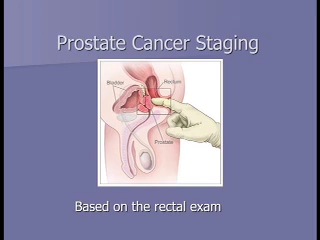 Prostate Cancer Staging
Bladder
Rectum
Prostate
Based on the rectal exam